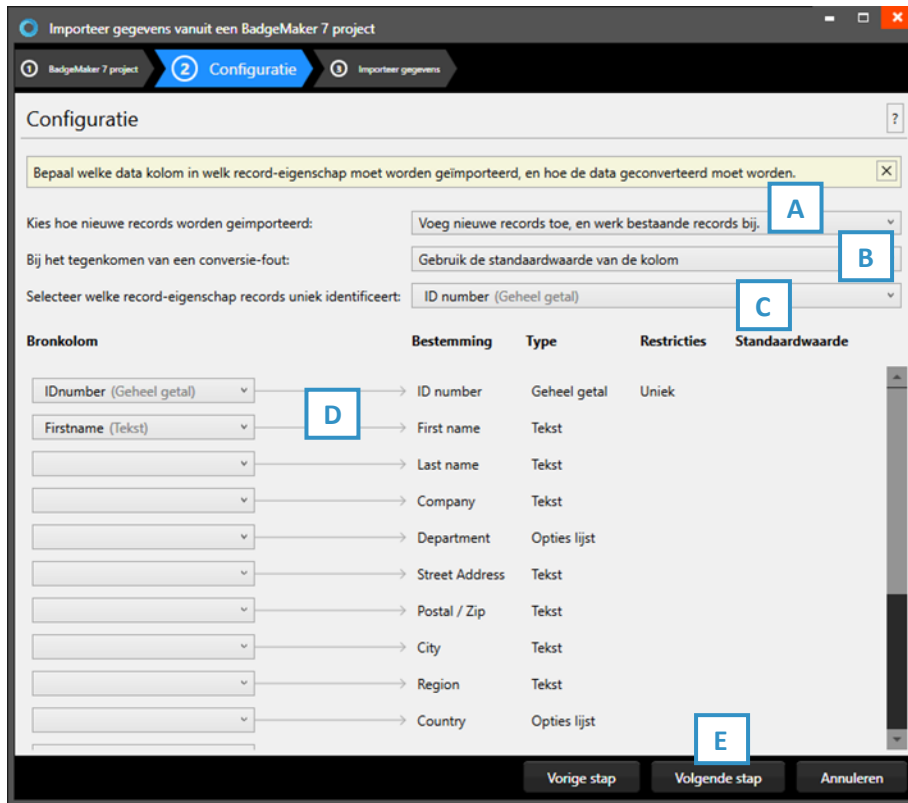 Importeer gegevens vanuit een BadgeMaker 7 project
1 BadgeMaker 7 project 2 Configuratie 3 Importeer gegevens
Configuratie ?
Bepaal welke data kolom in welk record-eigenschap moet worden geïmporteerd, en hoe de data geconverteerd moet worden.
A
Kies hoe nieuwe records worden geimporteerd: Voeg nieuwe records toe, en werk bestaande records bij.
B
Bij het tegenkomen van een conversie-fout: Gebruik de standaardwaarde van de kolom
Selecteer welke record-eigenschap records uniek identificeert: ID number (Geheel getal)
C
Bronkolom Bestemming Type Restricties Standaardwaarde
IDnumber (Geheel getal) ID number Geheel getal Uniek
D
Firstname (Tekst) First name Tekst
Last name Tekst
Company Tekst
Department Opties lijst
Street Address Tekst
Postal / Zip Tekst
City Tekst
Region Tekst
Country Opties lijst
E
Vorige stap Volgende stap Annuleren